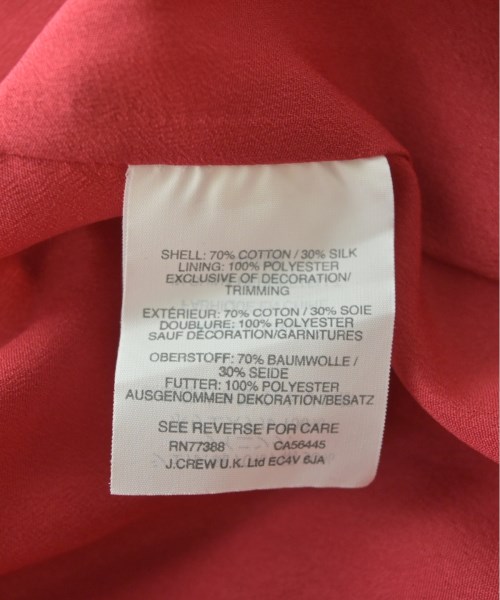 SHELL: 70% COTTON / 30% SILK
LINING: 100% POLYESTER
EXCLUSIVE OF DECORATION/
TRIMMING
EXTÉRIEUR: 70% COTON / 30% SOIE
DOUBLURE: 100% POLYESTER
SAUF DÉCORATION/GARNITURES
OBERSTOFF: 70% BAUMWOLLE /
30% SEIDE
FUTTER: 100% POLYESTER
AUSGENOMMEN DEKORATION/BESATZ
SEE REVERSE FOR CARE
RN77388 CA56445
J.CREW U.K. Ltd EC4V 6JA